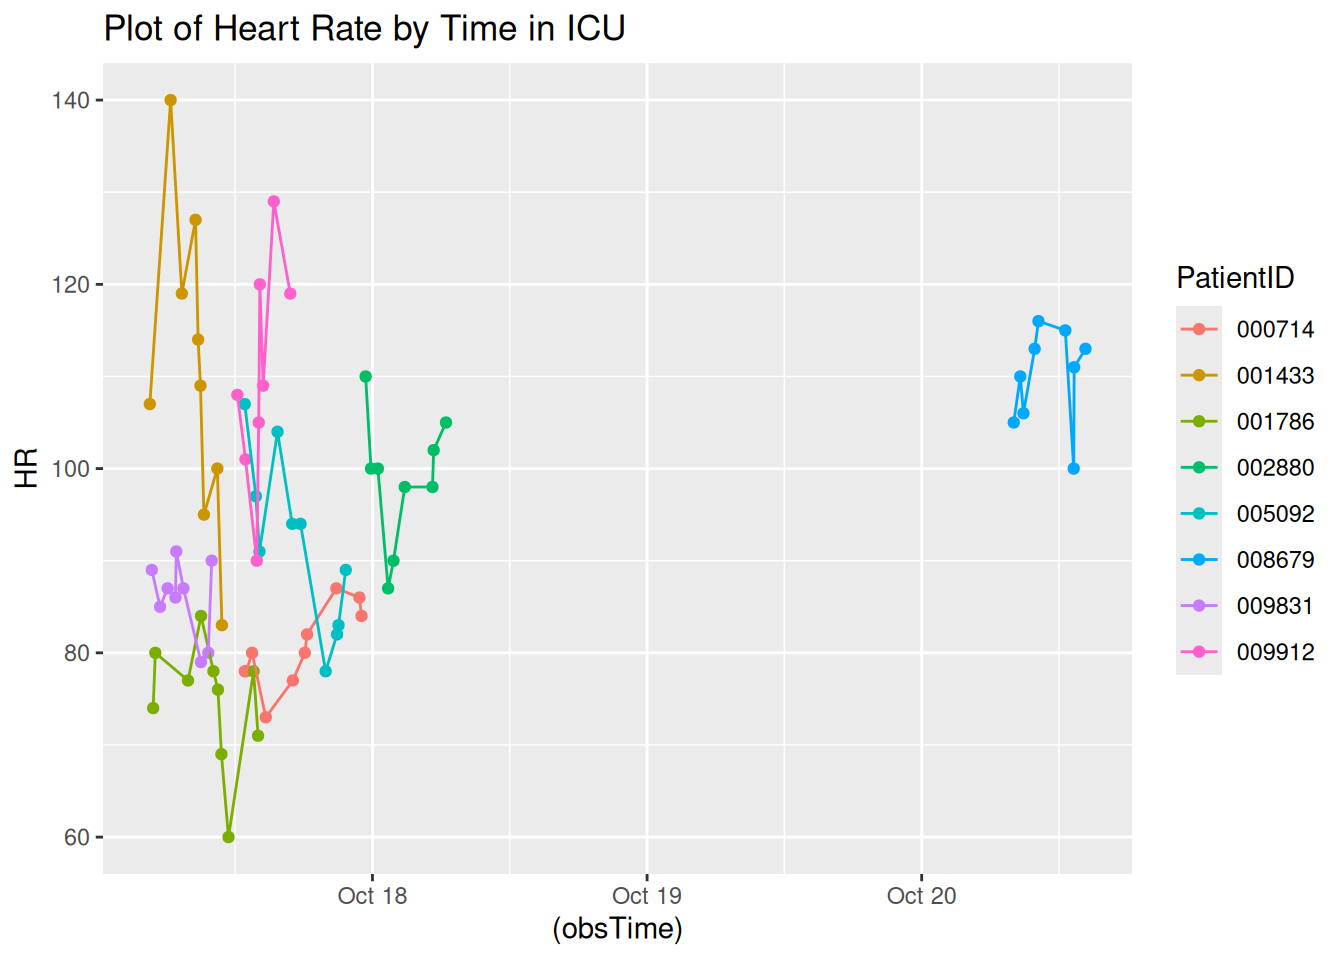 Plot of Heart Rate by Time in ICU
140
120
100
80
60
HR
Oct 18
Oct 19
Oct 20
(obsTime)
PatientID
000714
001433
001786
002880
005092
008679
009831
009912